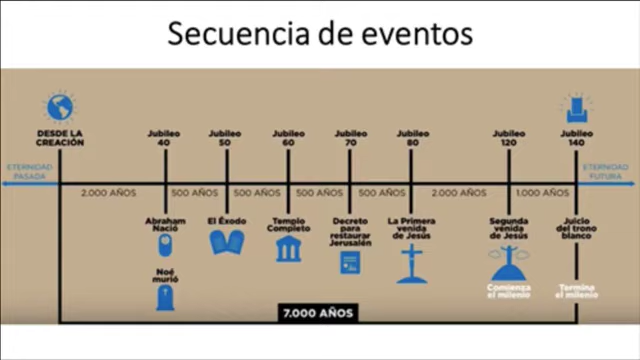 Secuencia de eventos
DESDE LA
CREACIÓN
Jubileo
40
Jubileo
50
Jubileo
60
Jubileo
70
Jubileo
80
Jubileo
120
Jubileo
140
ETERNIDAD
PASADA
ETERNIDAD
FUTURA
2.000 AÑOS
500 AÑOS
500 AÑOS
500 AÑOS
500 AÑOS
2.000 AÑOS
1.000 AÑOS
Abraham
Nació
Noé
murió
El Éxodo
Templo
Completo
Decreto
para
restaurar
Jerusalén
La Primera
venida
de Jesús
Segunda
venida
de Jesús
Comienza
el milenio
Juicio
del trono
blanco
Termina
el milenio
7.000 AÑOS